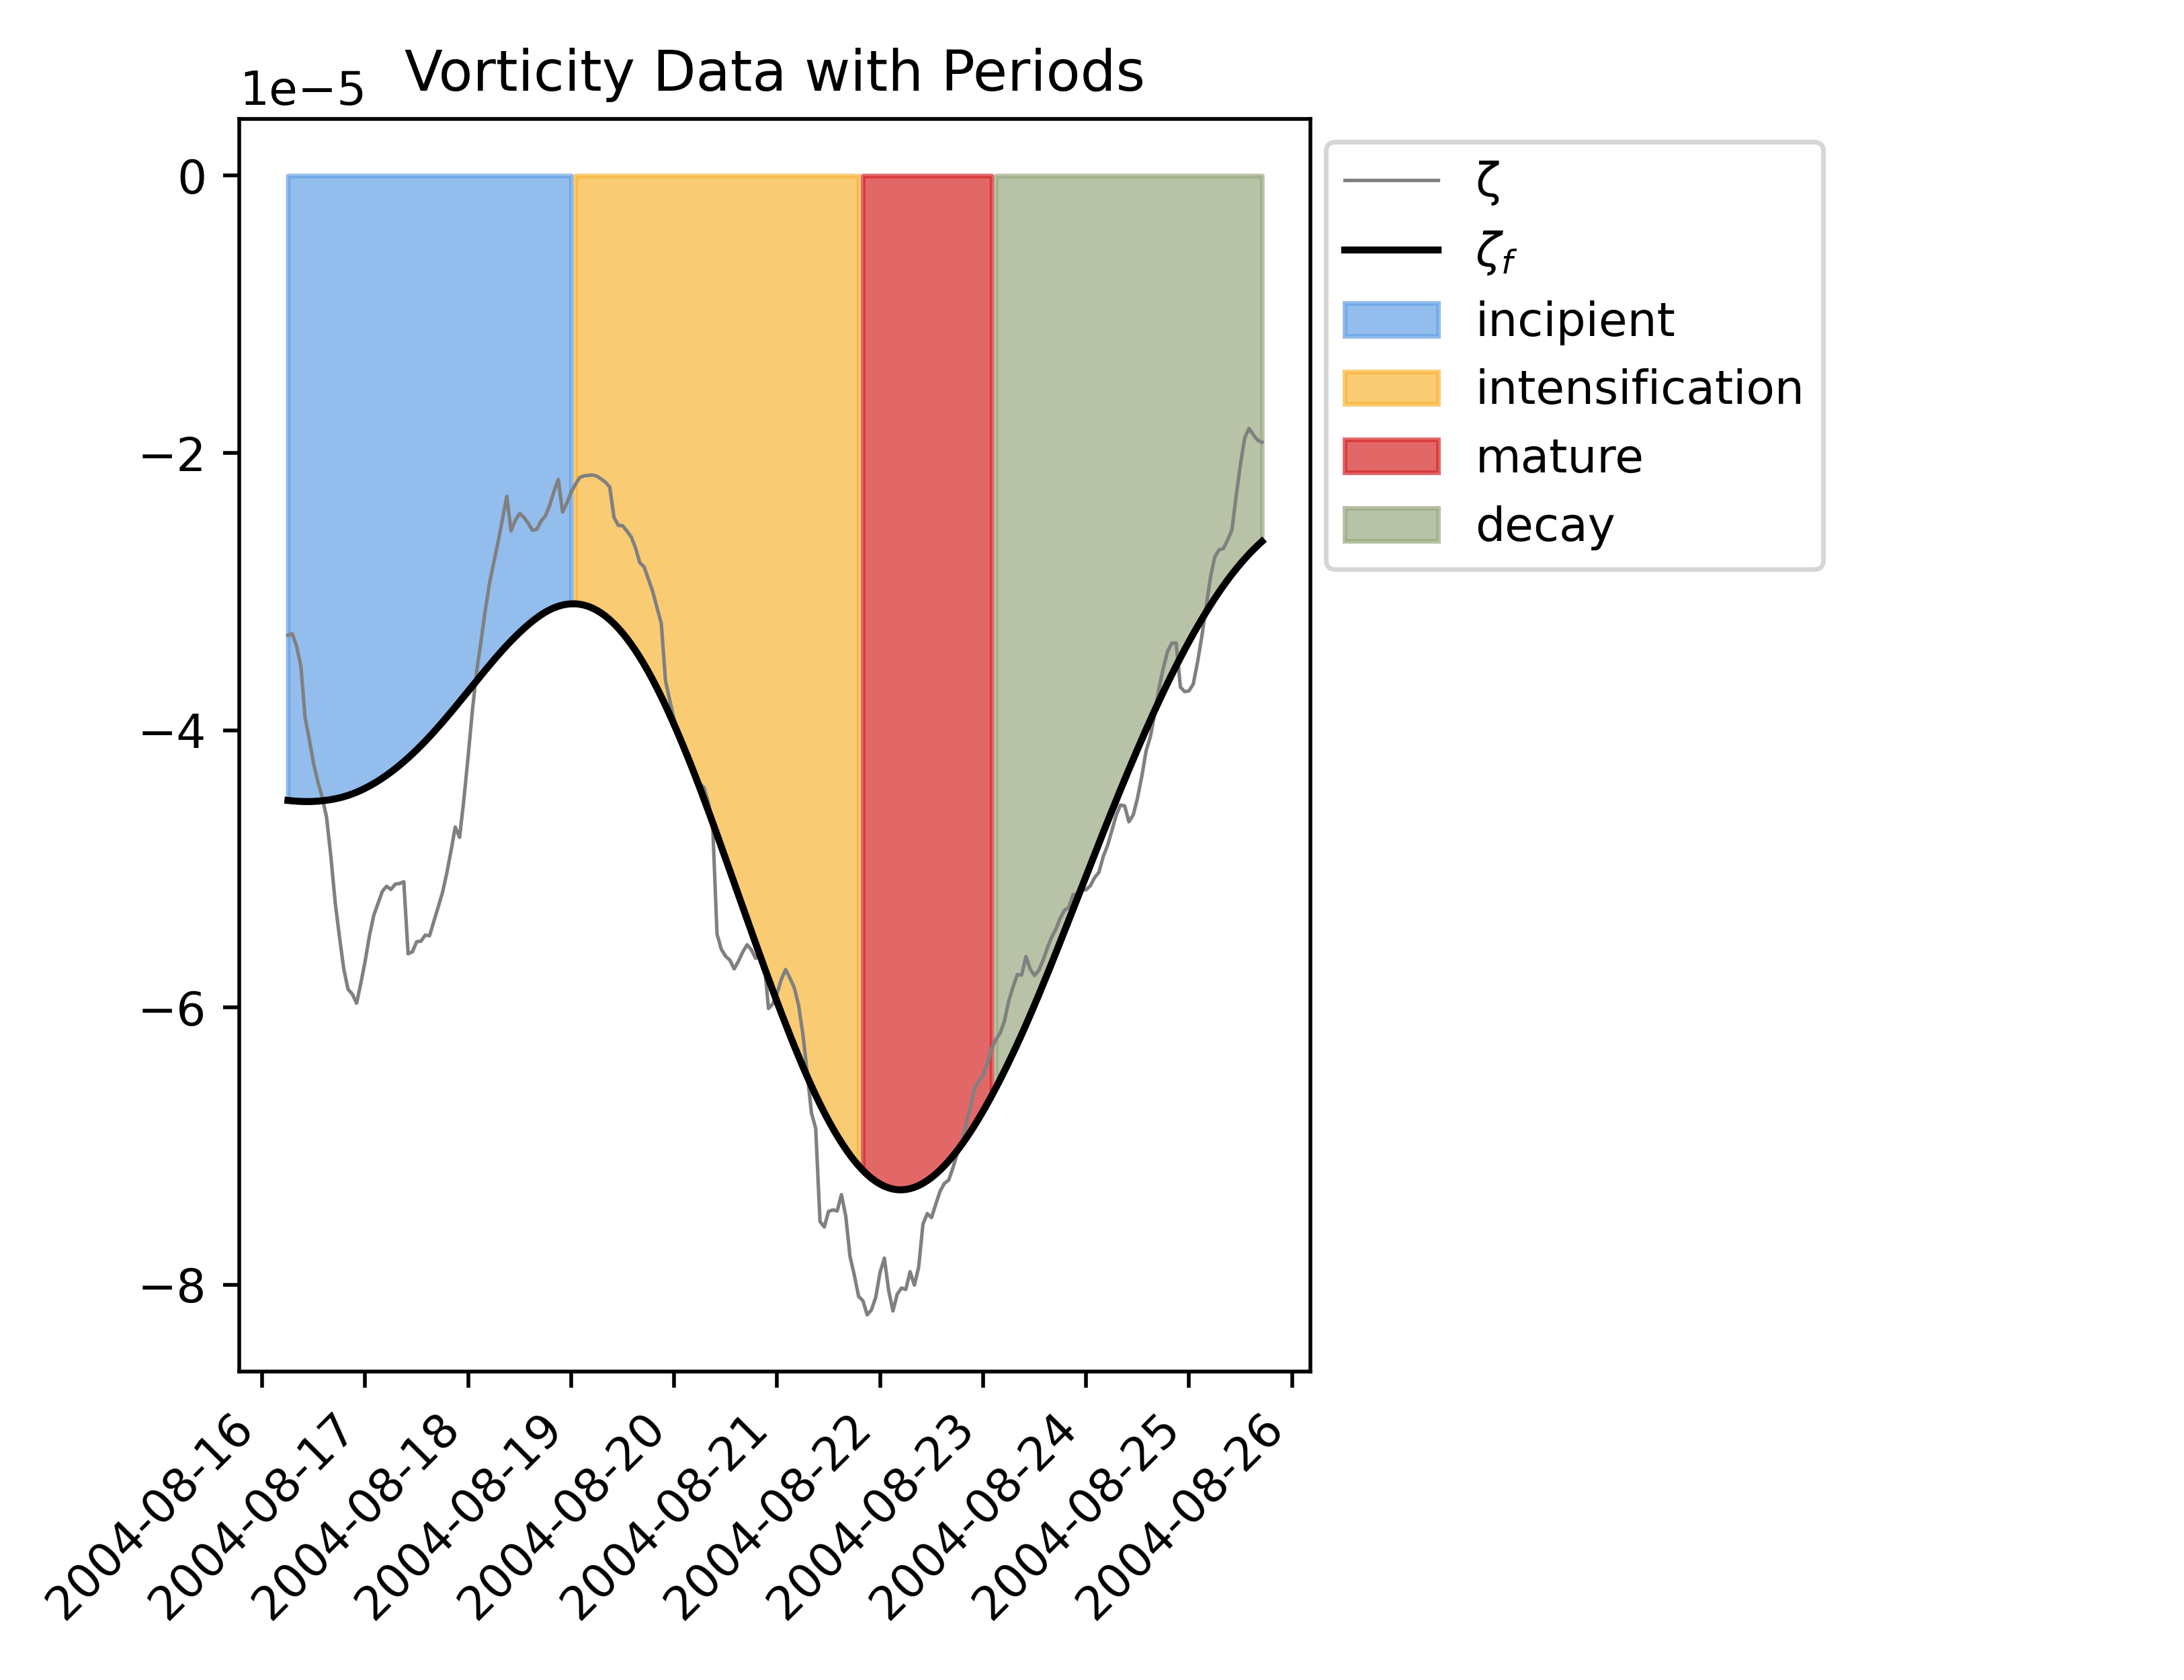 Vorticity Data with Periods
1e−5
0
−2
−4
−6
−8
2004-08-16
2004-08-17
2004-08-18
2004-08-19
2004-08-20
2004-08-21
2004-08-22
2004-08-23
2004-08-24
2004-08-25
2004-08-26
ζ
ζf
incipient
intensification
mature
decay